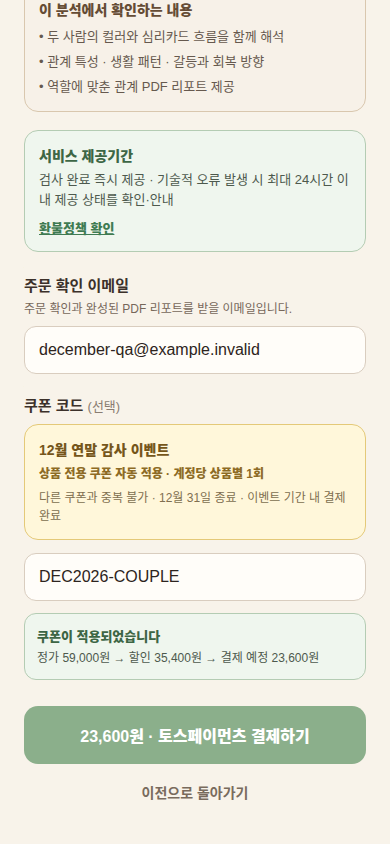 이 분석에서 확인하는 내용
• 두 사람의 컬러와 심리카드 흐름을 함께 해석
• 관계 특성 · 생활 패턴 · 갈등과 회복 방향
• 역할에 맞춘 관계 PDF 리포트 제공
서비스 제공기간
검사 완료 즉시 제공 · 기술적 오류 발생 시 최대 24시간 이
내 제공 상태를 확인·안내
환불정책 확인
주문 확인 이메일
주문 확인과 완성된 PDF 리포트를 받을 이메일입니다.
december-qa@example.invalid
쿠폰 코드 (선택)
12월 연말 감사 이벤트
상품 전용 쿠폰 자동 적용 · 계정당 상품별 1회
다른 쿠폰과 중복 불가 · 12월 31일 종료 · 이벤트 기간 내 결제
완료
DEC2026-COUPLE
쿠폰이 적용되었습니다
정가 59,000원 → 할인 35,400원 → 결제 예정 23,600원
23,600원 · 토스페이먼츠 결제하기
이전으로 돌아가기